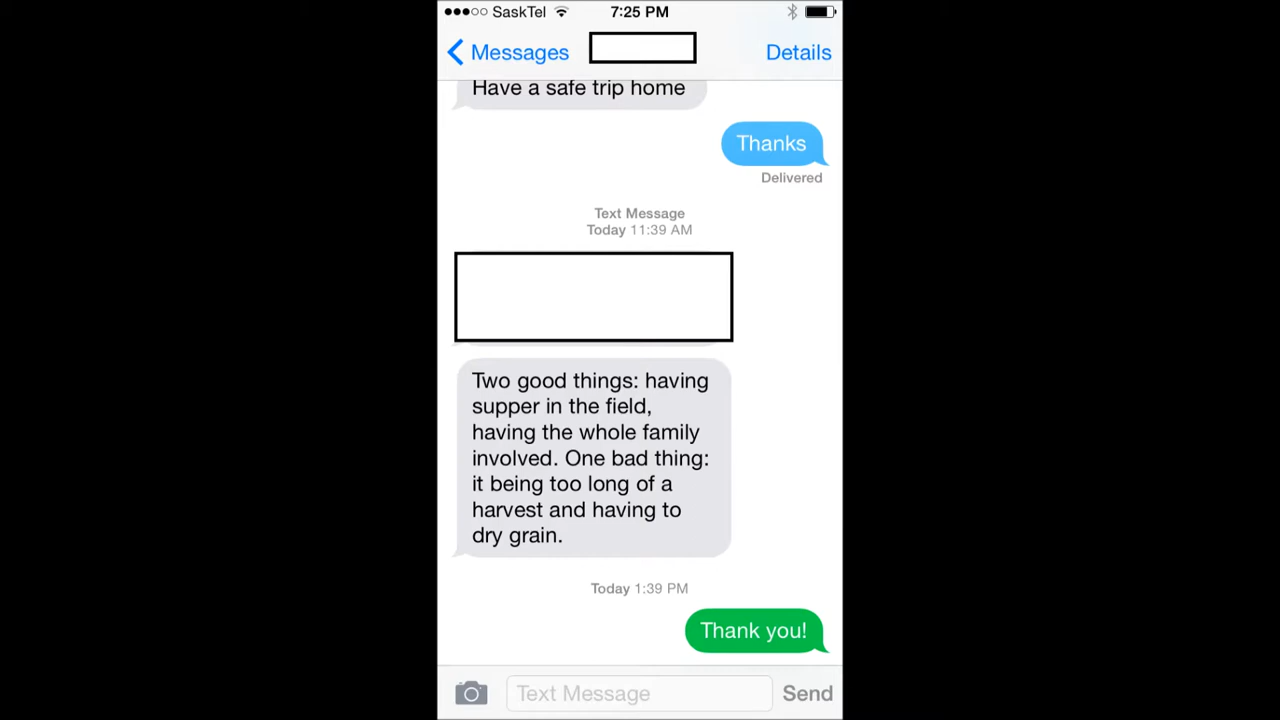 SaskTel 7:25 PM
Messages Details
Have a safe trip home
Thanks
Delivered
Text Message
Today 11:39 AM
Two good things: having
supper in the field,
having the whole family
involved. One bad thing:
it being too long of a
harvest and having to
dry grain.
Today 1:39 PM
Thank you!
Text Message Send